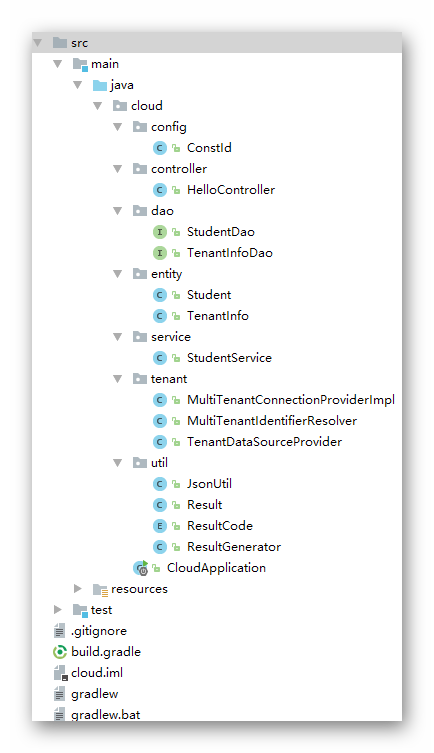 src
main
java
cloud
config
ConstId
controller
HelloController
dao
StudentDao
TenantInfoDao
entity
Student
TenantInfo
service
StudentService
tenant
MultiTenantConnectionProviderImpl
MultiTenantIdentifierResolver
TenantDataSourceProvider
util
JsonUtil
Result
ResultCode
ResultGenerator
CloudApplication
resources
test
.gitignore
build.gradle
cloud.iml
gradlew
gradlew.bat